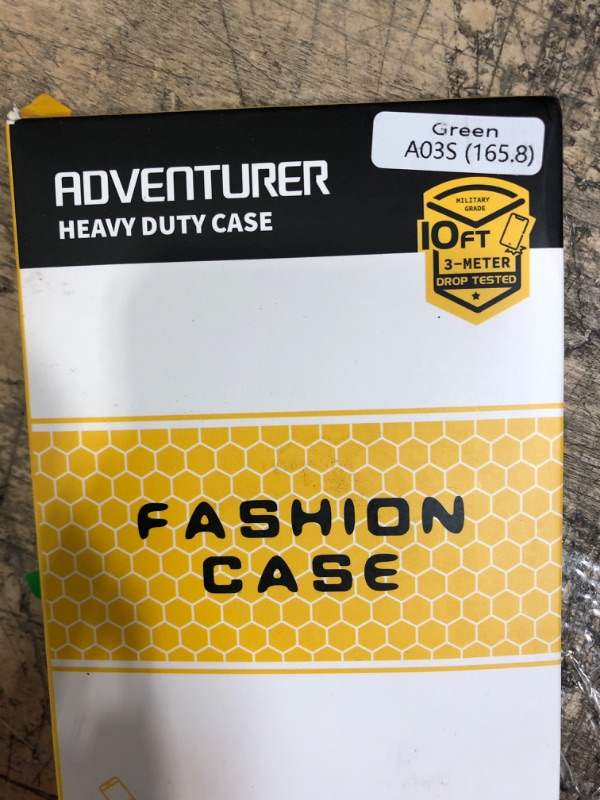 Green
A03S (165.8)
ADVENTURER
HEAVY DUTY CASE
MILITARY
GRADE
10FT
3-METER
DROP TESTED
FASHION
CASE